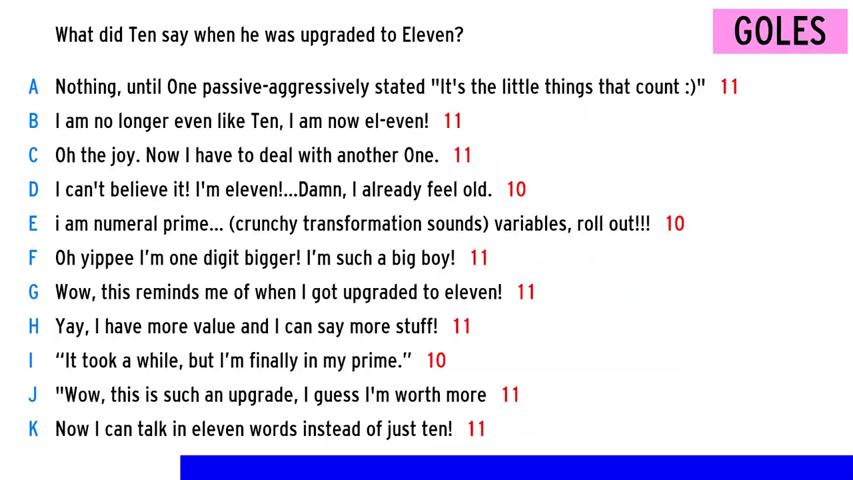 What did Ten say when he was upgraded to Eleven?
GOLES
A Nothing, until One passive-aggressively stated "It's the little things that count :)" 11
B I am no longer even like Ten, I am now el-even! 11
C Oh the joy. Now I have to deal with another One. 11
D I can't believe it! I'm eleven!...Damn, I already feel old. 10
E i am numeral prime... (crunchy transformation sounds) variables, roll out!!! 10
F Oh yippee I’m one digit bigger! I’m such a big boy! 11
G Wow, this reminds me of when I got upgraded to eleven! 11
H Yay, I have more value and I can say more stuff! 11
I “It took a while, but I’m finally in my prime.” 10
J "Wow, this is such an upgrade, I guess I'm worth more 11
K Now I can talk in eleven words instead of just ten! 11